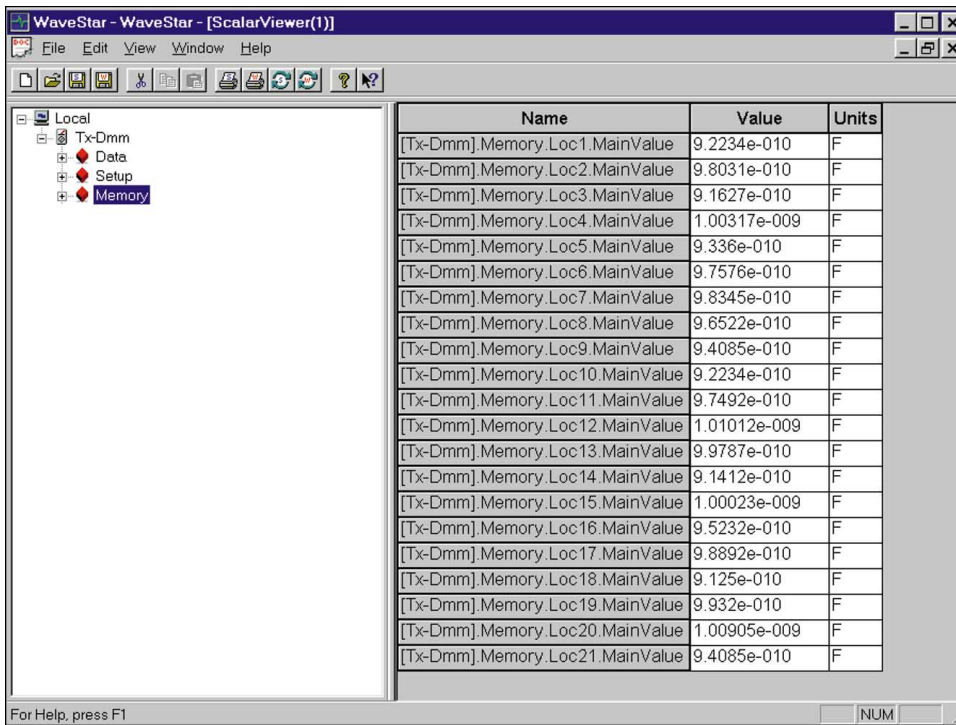 WaveStar - WaveStar - [ScalarViewer(1)]
File Edit View Window Help
Local
Tx-Dmm
Data
Setup
Memory
Name Value Units
[Tx-Dmm].Memory.Loc1.MainValue 9.2234e-010 F
[Tx-Dmm].Memory.Loc2.MainValue 9.8031e-010 F
[Tx-Dmm].Memory.Loc3.MainValue 9.1627e-010 F
[Tx-Dmm].Memory.Loc4.MainValue 1.00317e-009 F
[Tx-Dmm].Memory.Loc5.MainValue 9.336e-010 F
[Tx-Dmm].Memory.Loc6.MainValue 9.7576e-010 F
[Tx-Dmm].Memory.Loc7.MainValue 9.8345e-010 F
[Tx-Dmm].Memory.Loc8.MainValue 9.6522e-010 F
[Tx-Dmm].Memory.Loc9.MainValue 9.4085e-010 F
[Tx-Dmm].Memory.Loc10.MainValue 9.2234e-010 F
[Tx-Dmm].Memory.Loc11.MainValue 9.7492e-010 F
[Tx-Dmm].Memory.Loc12.MainValue 1.01012e-009 F
[Tx-Dmm].Memory.Loc13.MainValue 9.9787e-010 F
[Tx-Dmm].Memory.Loc14.MainValue 9.1412e-010 F
[Tx-Dmm].Memory.Loc15.MainValue 1.00023e-009 F
[Tx-Dmm].Memory.Loc16.MainValue 9.5232e-010 F
[Tx-Dmm].Memory.Loc17.MainValue 9.8892e-010 F
[Tx-Dmm].Memory.Loc18.MainValue 9.125e-010 F
[Tx-Dmm].Memory.Loc19.MainValue 9.932e-010 F
[Tx-Dmm].Memory.Loc20.MainValue 1.00905e-009 F
[Tx-Dmm].Memory.Loc21.MainValue 9.4085e-010 F
For Help, press F1 NUM